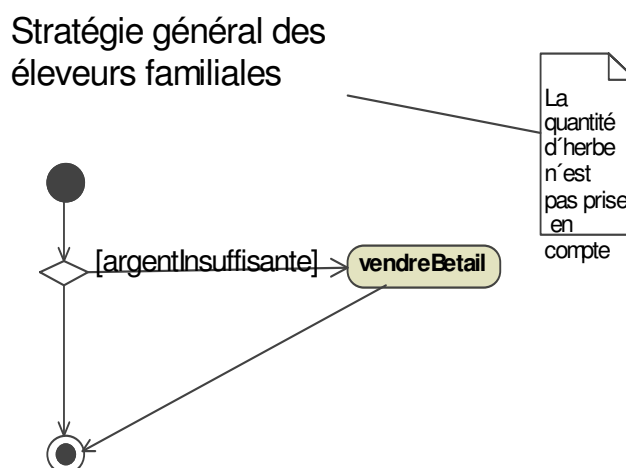 Stratégie général des
éleveurs familiales
La
quantité
d´herbe
n´est
pas prise
en
compte
[argentInsuffisante]
vendreBetail